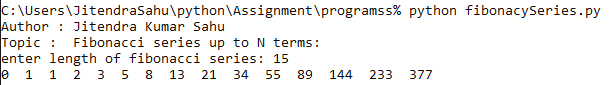 C:\Users\JitendraSahu\python\Assignment\programss% python fibonacySeries.py
Author : Jitendra Kumar Sahu
Topic :  Fibonacci series up to N terms:
enter length of fibonacci series: 15
0  1  1  2  3  5  8  13  21  34  55  89  144  233  377